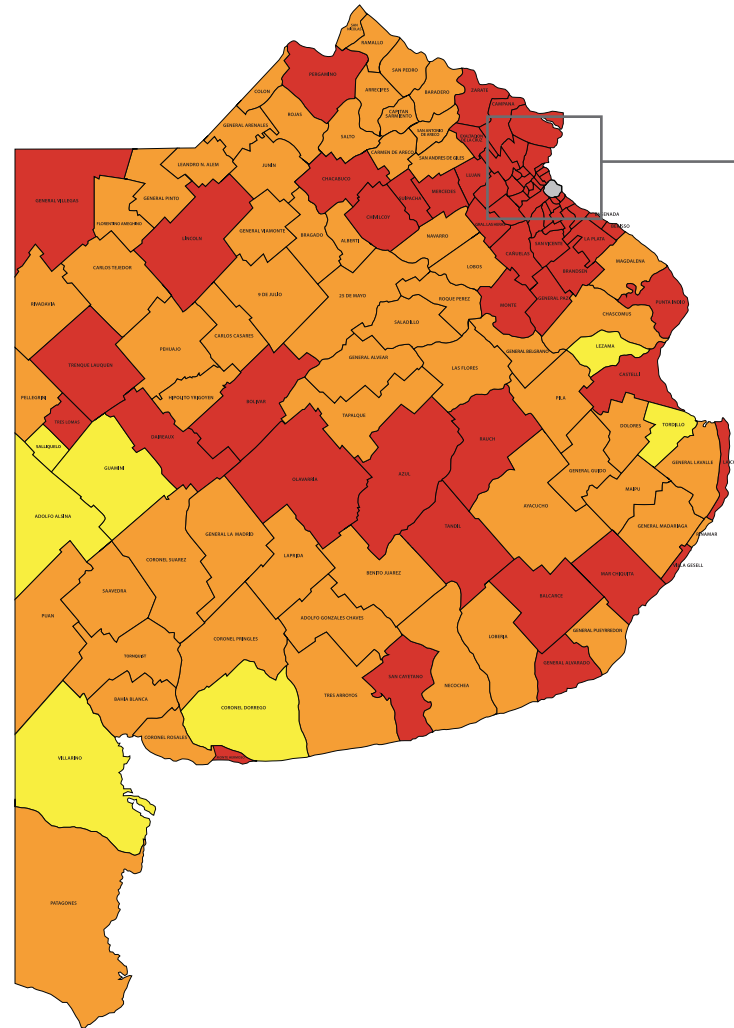 SAN
NICOLAS
RAMALLO
SAN PEDRO
PERGAMINO
COLON
ARRECIFES
BARADERO
ZARATE
CAMPANA
ROJAS
CAPITAN
SARMIENTO
GENERAL ARENALES
SALTO
SAN ANTONIO
DE ARECO
CARMEN DE ARECO
SAN ANDRES DE GILES
LEANDRO N. ALEM
JUNÍN
CHACABUCO
LUJAN
MERCEDES
SUIPACHA
GENERAL VILLEGAS
GENERAL PINTO
CHIVILCOY
FLORENTINO AMEGHINO
LINCOLN
GENERAL VIAMONTE
BRAGADO
ALBERTI
NAVARRO
ENSENADA
BERISSO
LA PLATA
SAN VICENTE
CAÑUELAS
MAGDALENA
CARLOS TEJEDOR
LOBOS
BRANDSEN
9 DE JULIO
25 DE MAYO
ROQUE PEREZ
MONTE
GENERAL PAZ
PUNTA INDIO
RIVADAVIA
CHASCOMUS
SALADILLO
CARLOS CASARES
PEHUAJO
LEZAMA
GENERAL BELGRANO
GENERAL ALVEAR
TRENQUE LAUQUEN
LAS FLORES
CASTELLI
PELLEGRINI
HIPOLITO YRIGOYEN
BOLIVAR
PILA
TRES LOMAS
TAPALQUE
DOLORES
TORDILLO
DAIREAUX
RAUCH
SALLIQUELO
GENERAL LAVALLE
GUAMINI
GENERAL GUIDO
OLAVARRÍA
AZUL
MAIPU
AYACUCHO
ADOLFO ALSINA
TANDIL
GENERAL MADARIAGA
GENERAL LA MADRID
PINAMAR
LAPRIDA
CORONEL SUAREZ
VILLA GESELL
BENITO JUAREZ
MAR CHIQUITA
SAAVEDRA
BALCARCE
PUAN
ADOLFO GONZALES CHAVES
GENERAL PUEYRREDON
CORONEL PRINGLES
LOBERIA
TORNQUIST
GENERAL ALVARADO
SAN CAYETANO
NECOCHEA
BAHÍA BLANCA
TRES ARROYOS
CORONEL DORREGO
CORONEL ROSALES
VILLARINO
PATAGONES